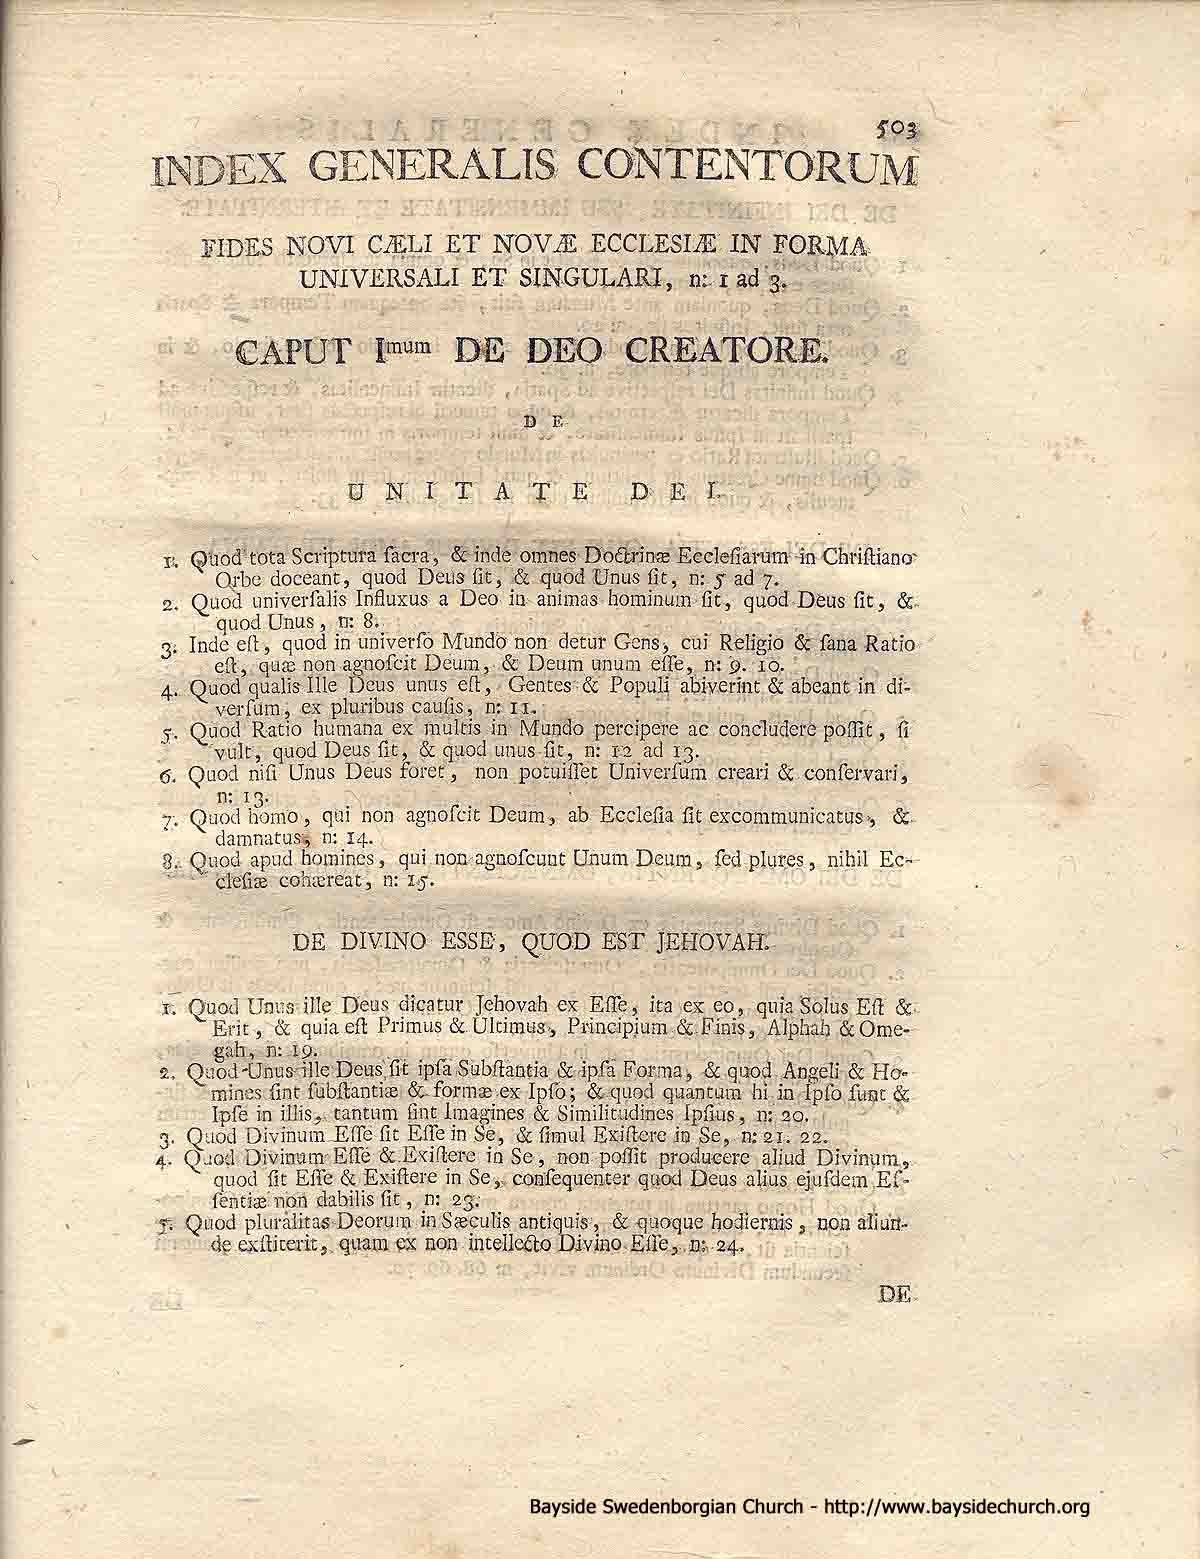 503
INDEX GENERALIS CONTENTORUM
FIDES NOVI CÆLI ET NOVÆ ECCLESIÆ IN FORMA
UNIVERSALI ET SINGULARI, n: 1 ad 3.
CAPUT Imum DE DEO CREATORE.
DE
UNITATE DEI.
1. Quod tota Scriptura ſacra, & inde omnes Doctrinæ Eccleſiarum in Chriſtiano
Orbe doceant, quod Deus ſit, & quod Unus ſit, n: 5 ad 7.
2. Quod univerſalis Influxus a Deo in animas hominum ſit, quod Deus ſit, &
quod Unus, n: 8.
3. Inde eſt, quod in univerſo Mundo non detur Gens, cui Religio & ſana Ratio
eſt, quæ non agnoſcit Deum, & Deum unum eſſe, n: 9. 10.
4. Quod qualis Ille Deus unus eſt, Gentes & Populi abiverint & abeant in di-
verſum, ex pluribus cauſis, n: 11.
5. Quod Ratio humana ex multis in Mundo percipere ac concludere poſſit, ſi
vult, quod Deus ſit, & quod unus ſit, n: 12 ad 13.
6. Quod niſi Unus Deus foret, non potuiſſet Univerſum creari & conſervari,
n: 13.
7. Quod homo, qui non agnoſcit Deum, ab Eccleſia ſit excommunicatus, &
damnatus, n: 14.
8. Quod apud homines, qui non agnoſcunt Unum Deum, ſed plures, nihil Ec-
cleſiæ cohæreat, n: 15.
DE DIVINO ESSE, QUOD EST JEHOVAH.
1. Quod Unus ille Deus dicatur Jehovah ex Eſſe, ita ex eo, quia Solus Eſt &
Erit, & quia eſt Primus & Ultimus, Principium & Finis, Alphah & Ome-
gah, n: 19.
2. Quod Unus ille Deus ſit ipſa Subſtantia & ipſa Forma, & quod Angeli & Ho-
mines ſint ſubſtantiæ & formæ ex Ipſo; & quod quantum hi in Ipſo ſunt &
Ipſe in illis, tantum ſint Imagines & Similitudines Ipſius, n: 20.
3. Quod Divinum Eſſe ſit Eſſe in Se, & ſimul Exiſtere in Se, n: 21. 22.
4. Quod Divinum Eſſe & Exiſtere in Se, non poſſit producere aliud Divinum,
quod ſit Eſſe & Exiſtere in Se, conſequenter quod Deus alius ejuſdem Eſ-
ſentiæ non dabilis ſit, n: 23.
5. Quod pluralitas Deorum in Sæculis antiquis, & quoque hodiernis, non aliun-
de exſtiterit, quam ex non intellecto Divino Eſſe, n: 24.
DE
Bayside Swedenborgian Church - http://www.baysidechurch.org